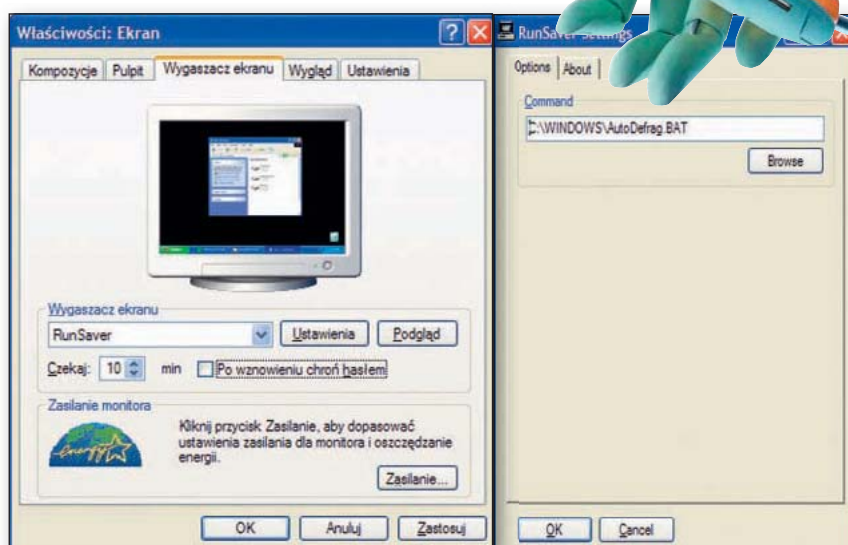 Właściwości: Ekran
Kompozycje Pulpit Wygaszacz ekranu Wygląd Ustawienia
Wygaszacz ekranu
RunSaver Ustawienia Podgląd
Czekaj: 10 min Po wznowieniu chroń hasłem
Zasilanie monitora
energy
Kliknij przycisk Zasilanie, aby dopasować
ustawienia zasilania dla monitora i oszczędzanie
energii.
Zasilanie...
OK Anuluj Zastosuj
RunSaver Settings
Options About
Command
C:\WINDOWS\AutoDefrag.BAT
Browse
OK Cancel